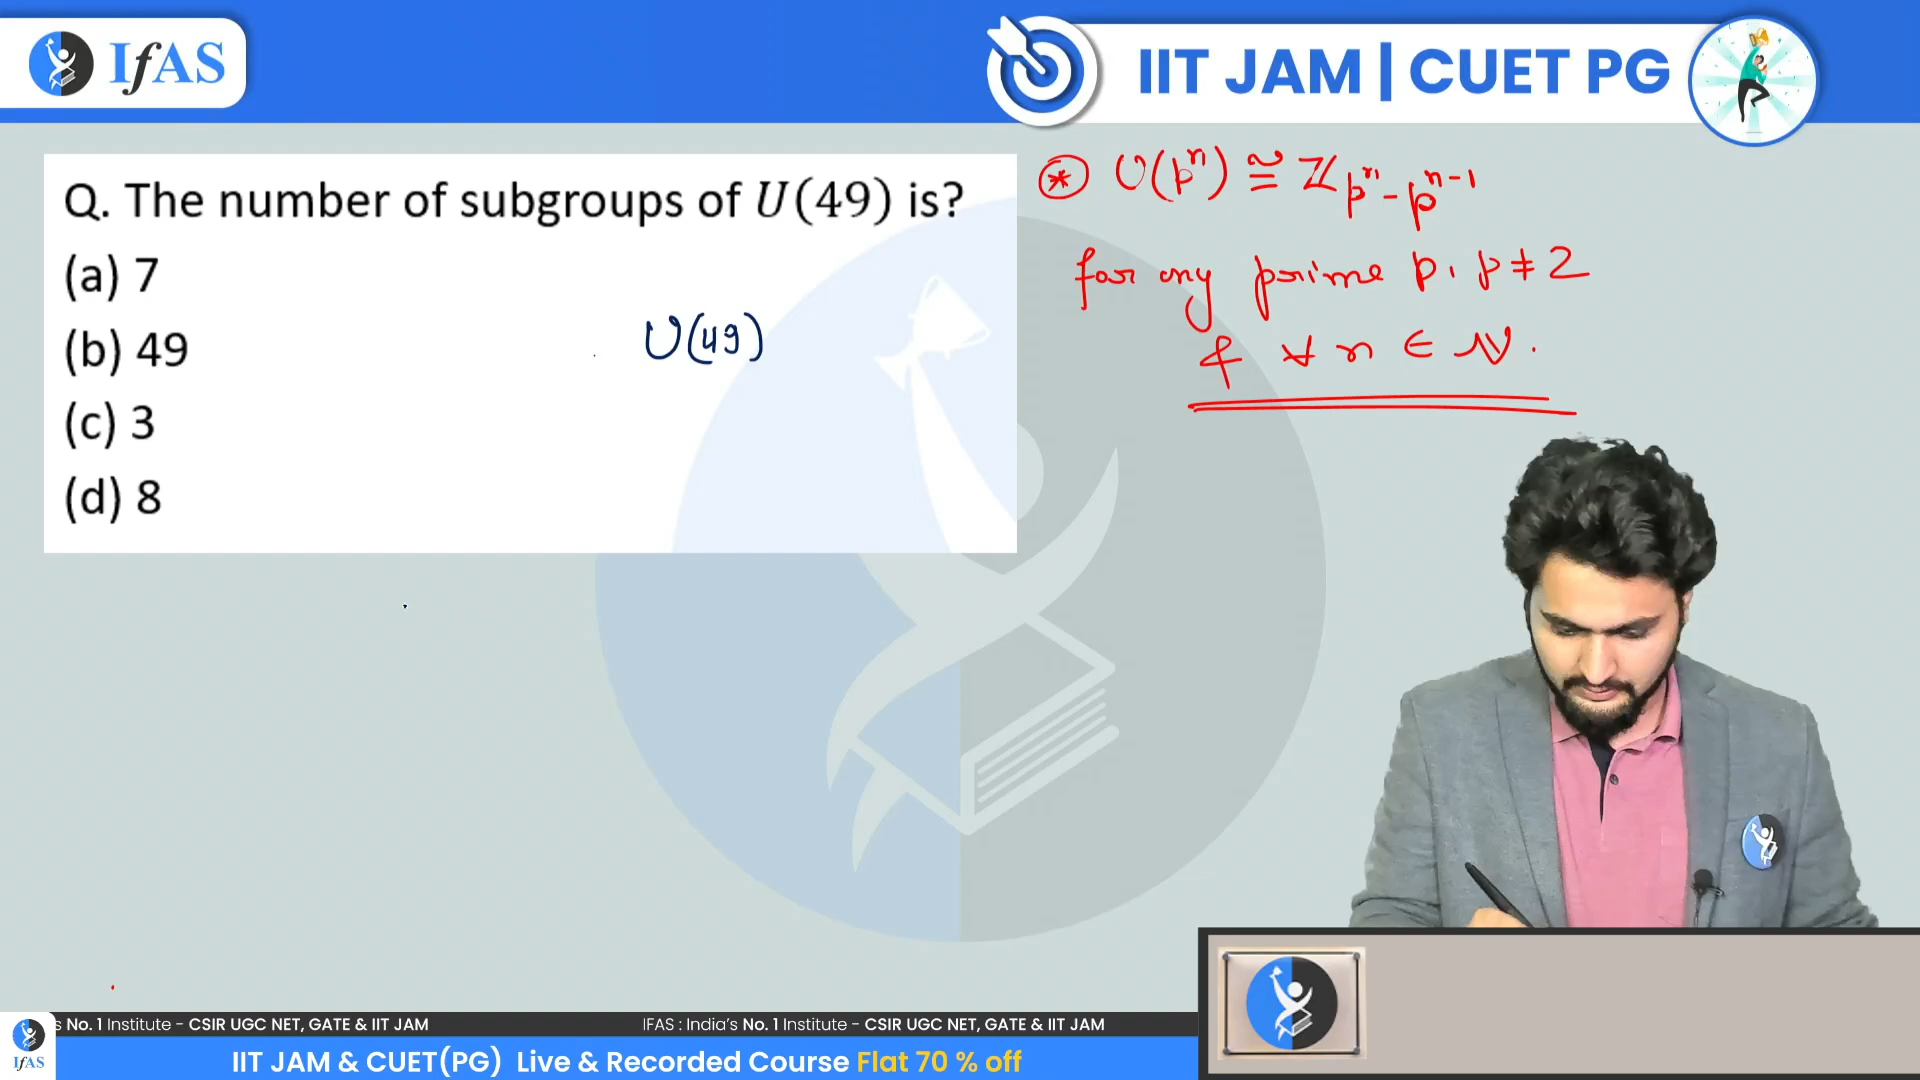 IfAS
IIT JAM | CUET PG
Q. The number of subgroups of U(49) is?
(a) 7
(b) 49
(c) 3
(d) 8
U(49)
⊛ U(pⁿ) ≅ ℤ_{pⁿ - pⁿ⁻¹}
for any prime p, p ≠ 2
& ∀ n ∈ ℕ.
s No. 1 Institute – CSIR UGC NET, GATE & IIT JAM
IFAS : India's No. 1 Institute – CSIR UGC NET, GATE & IIT JAM
IfAS
IIT JAM & CUET(PG) Live & Recorded Course Flat 70 % off